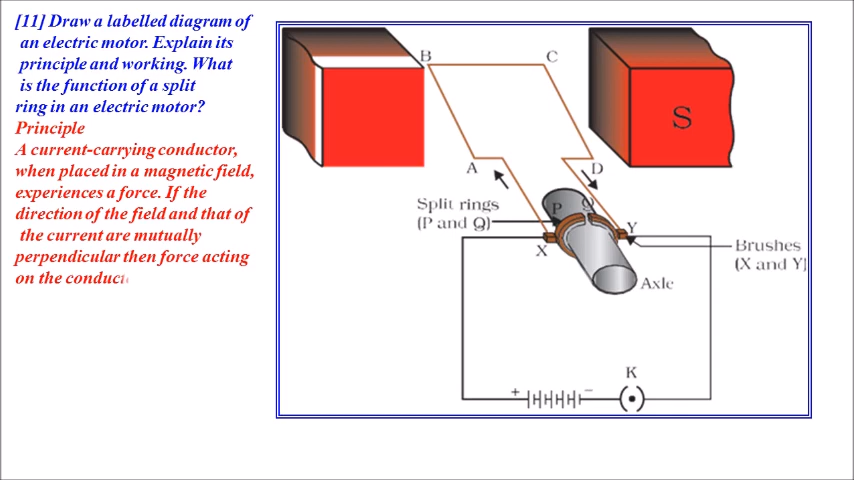 [11] Draw a labelled diagram of
an electric motor. Explain its
principle and working. What
is the function of a split
ring in an electric motor?
Principle
A current-carrying conductor,
when placed in a magnetic field,
experiences a force. If the
direction of the field and that of
the current are mutually
perpendicular then force acting
on the conduct
B
C
S
A
D
Split rings
(P and Q)
P
Q
X
Y
Brushes
(X and Y)
Axle
K
+
−